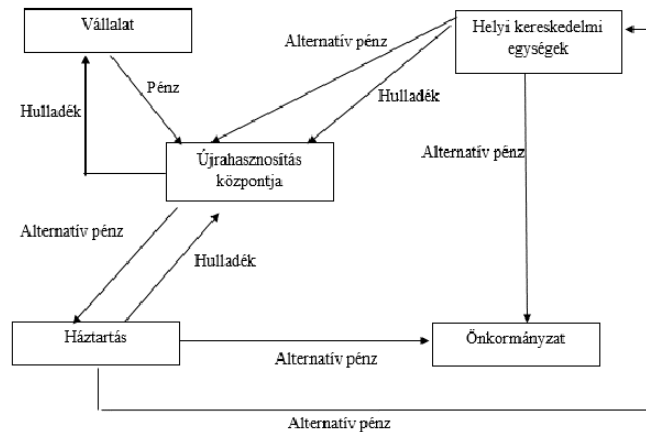 Vállalat
Helyi kereskedelmi
egységek
Alternatív pénz
Pénz
Hulladék
Hulladék
Alternatív pénz
Újrahasznosítás
központja
Alternatív pénz
Hulladék
Háztartás
Önkormányzat
Alternatív pénz
Alternatív pénz